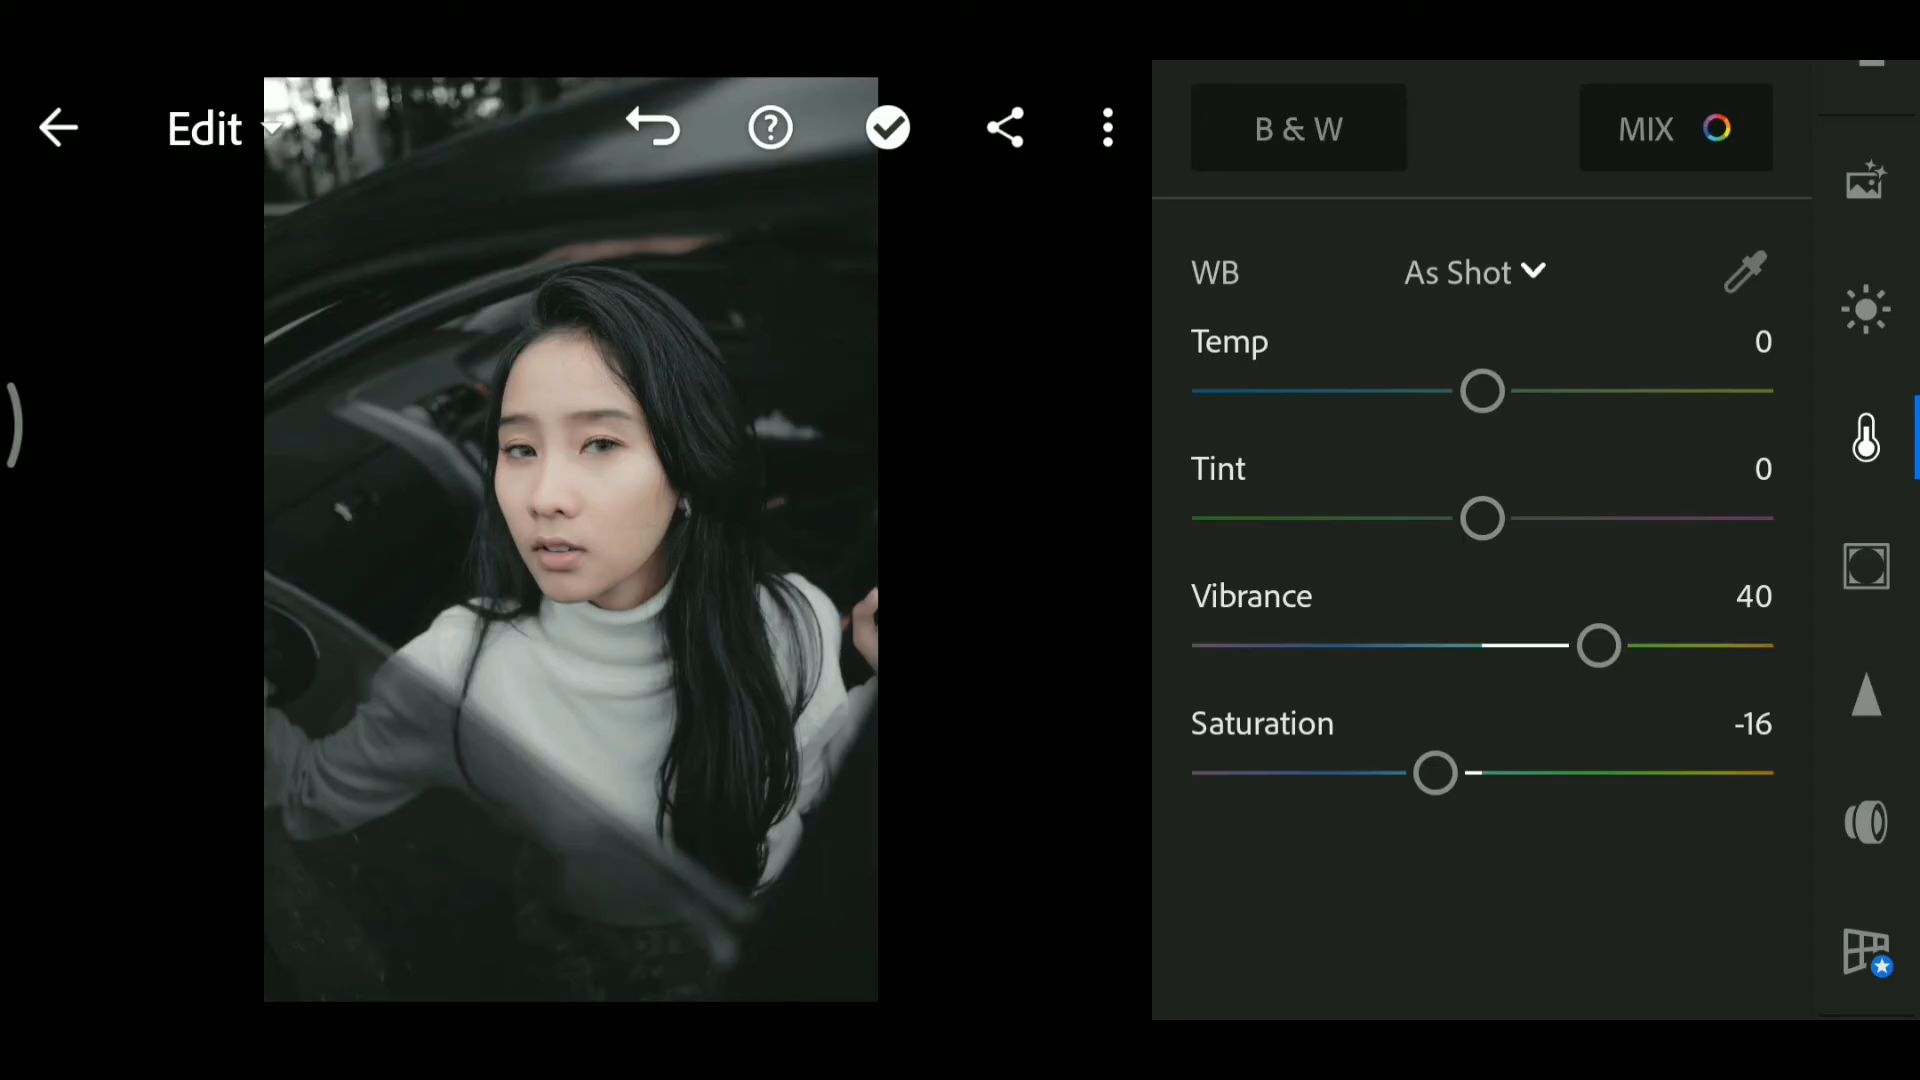 Edit
B & W
MIX
WB
As Shot
Temp
0
Tint
0
Vibrance
40
Saturation
-16